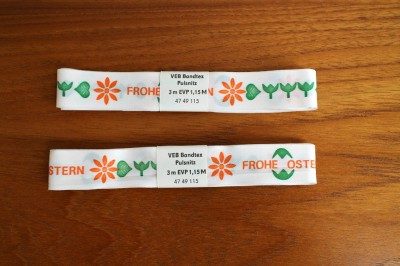 FROHE
VEB Bandtex
Pulsnitz
3 m EVP 1,15 M
47 49 115
STERN
VEB Bandtex
Pulsnitz
3 m EVP 1,15 M
47 49 115
FROHE OSTERN